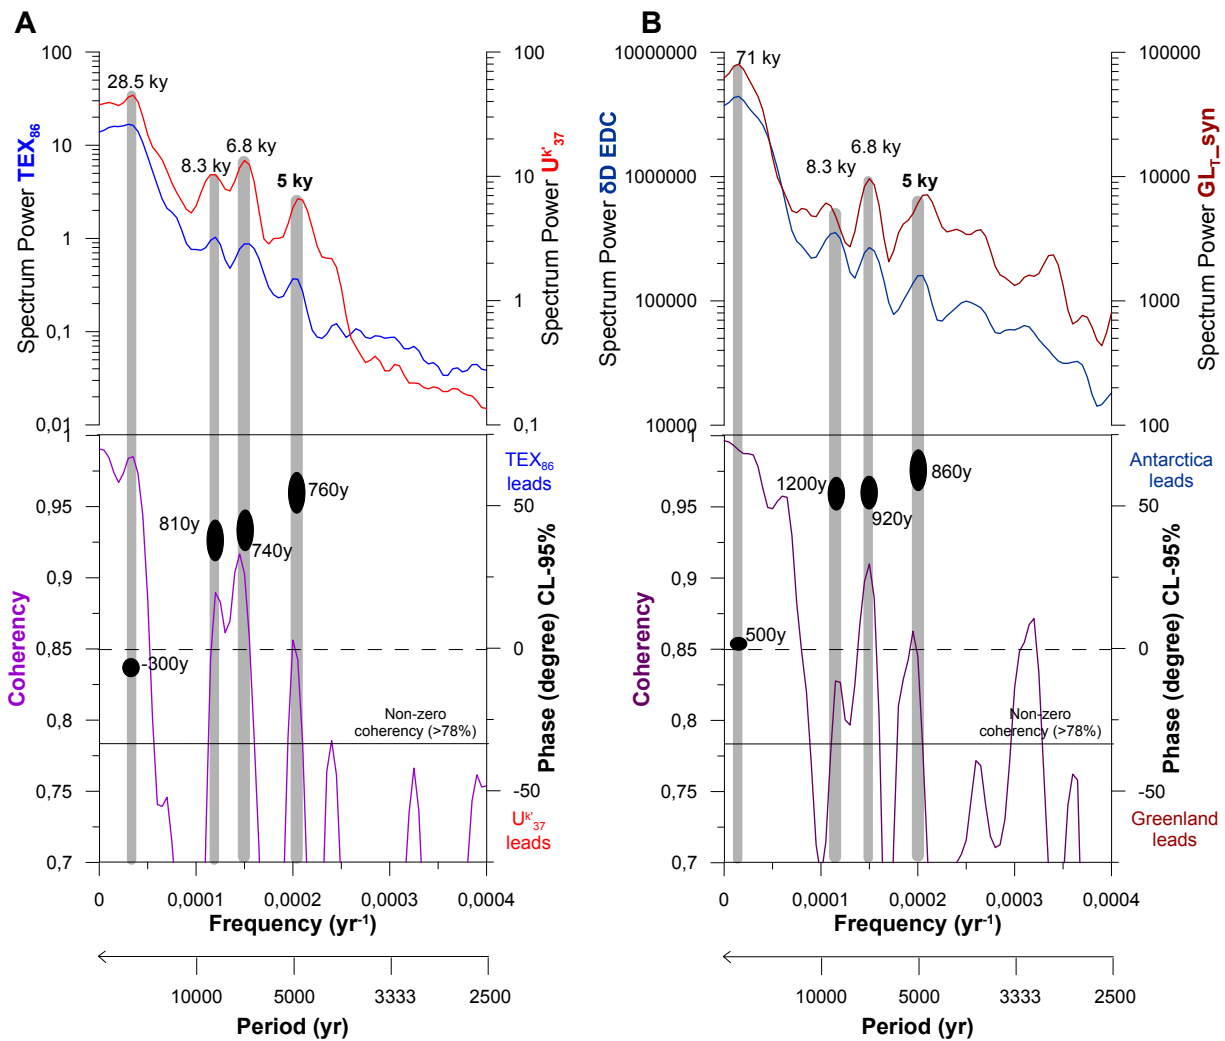 A
B
100
10
1
0,1
0,01
Spectrum Power TEX86
28.5 ky
8.3 ky
6.8 ky
5 ky
100
10
1
0,1
Spectrum Power Uk'37
10000000
1000000
100000
10000
Spectrum Power δD EDC
71 ky
8.3 ky
6.8 ky
5 ky
100000
10000
1000
100
Spectrum Power GLT_syn
1
0,95
0,9
0,85
0,8
0,75
0,7
Coherency
810y
740y
760y
-300y
Non-zero
coherency (>78%)
TEX86
leads
50
0
-50
Uk'37
leads
Phase (degree) CL-95%
0
0,0001
0,0002
0,0003
0,0004
Frequency (yr-1)
10000
5000
3333
2500
Period (yr)
1
0,95
0,9
0,85
0,8
0,75
0,7
Coherency
1200y
920y
860y
500y
Non-zero
coherency (>78%)
Antarctica
leads
50
0
-50
Greenland
leads
Phase (degree) CL-95%
0
0,0001
0,0002
0,0003
0,0004
Frequency (yr-1)
10000
5000
3333
2500
Period (yr)